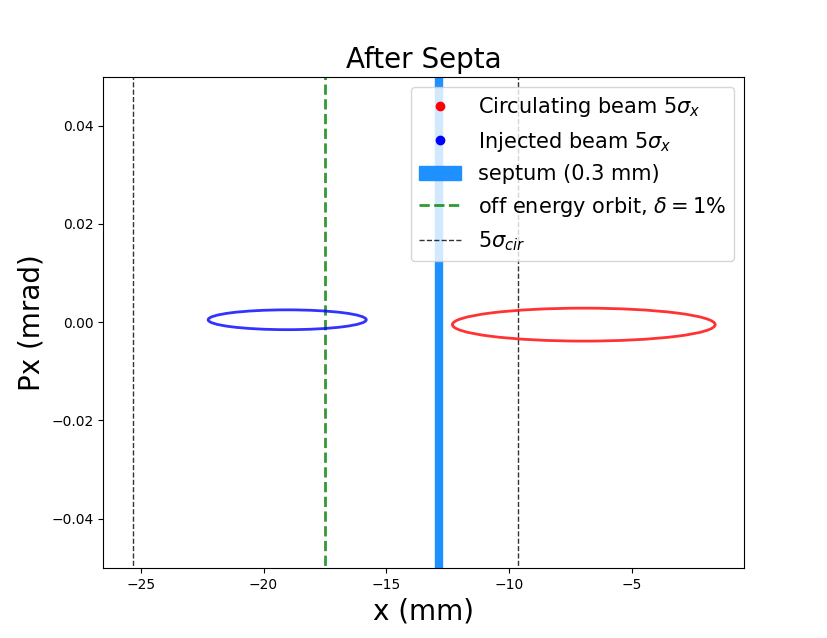 After Septa
Circulating beam 5σx
Injected beam 5σx
septum (0.3 mm)
off energy orbit, δ = 1%
5σcir
Px (mrad)
0.04
0.02
0.00
−0.02
−0.04
−25
−20
−15
−10
−5
x (mm)